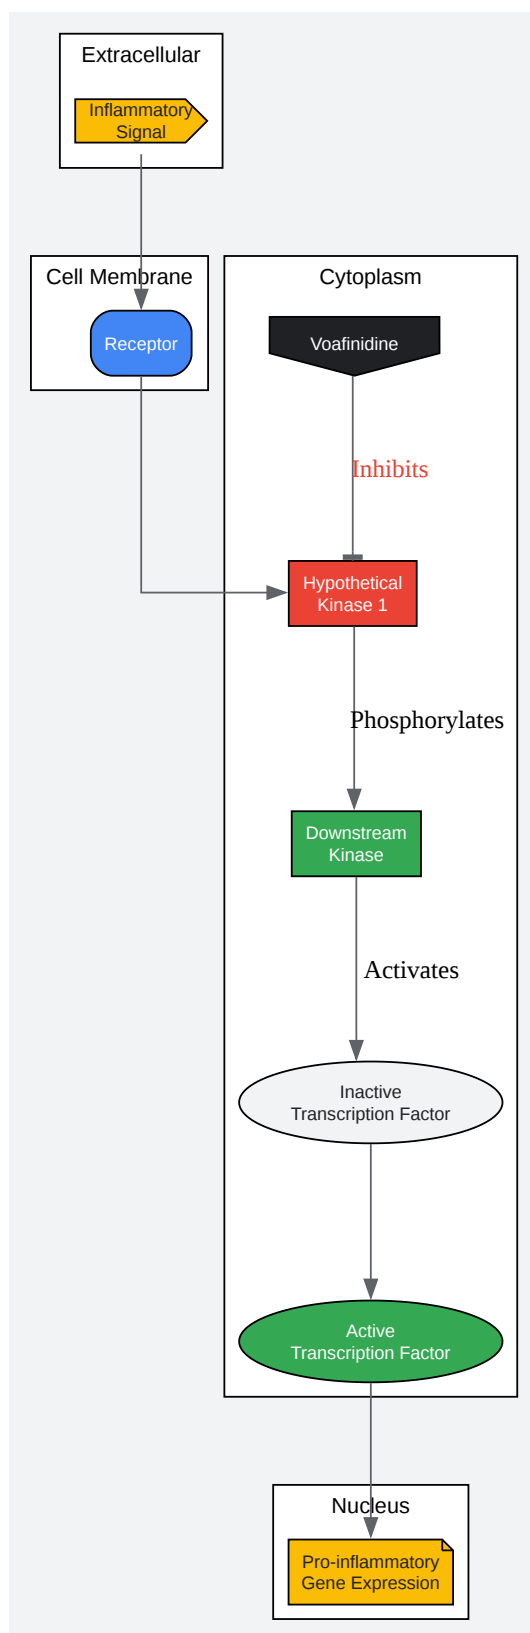 Extracellular
Inflammatory
Signal
Cell Membrane
Receptor
Cytoplasm
Voafinidine
Inhibits
Hypothetical
Kinase 1
Phosphorylates
Downstream
Kinase
Activates
Inactive
Transcription Factor
Active
Transcription Factor
Nucleus
Pro-inflammatory
Gene Expression